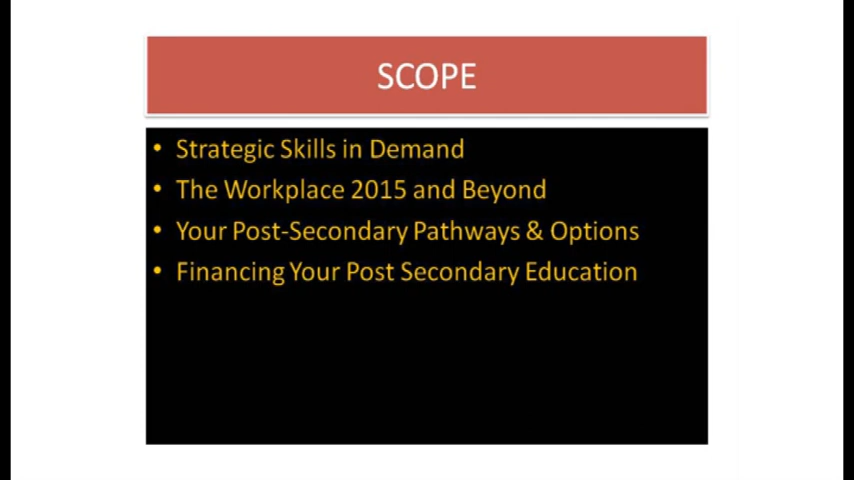 SCOPE
• Strategic Skills in Demand
• The Workplace 2015 and Beyond
• Your Post-Secondary Pathways & Options
• Financing Your Post Secondary Education